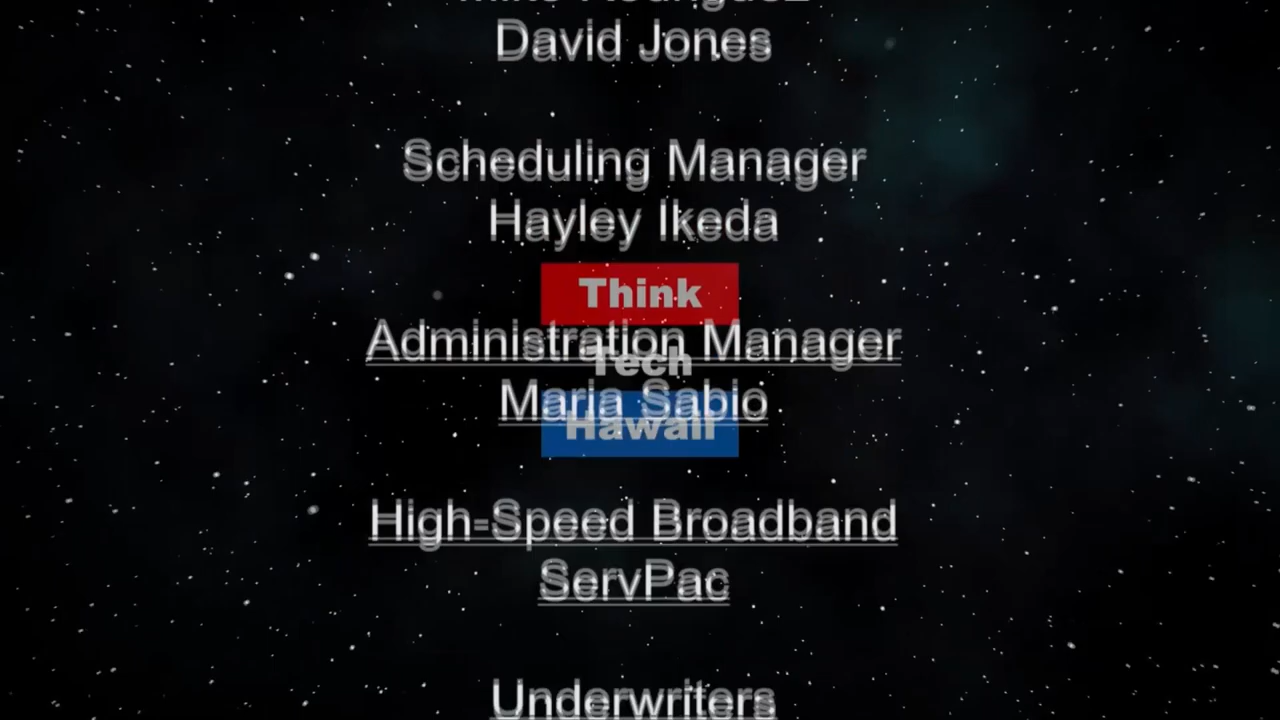 David Jones
Scheduling Manager
Hayley Ikeda
Think
Administration Manager
Tech
Maria Sabio
Hawaii
High-Speed Broadband
ServPac
Underwriters